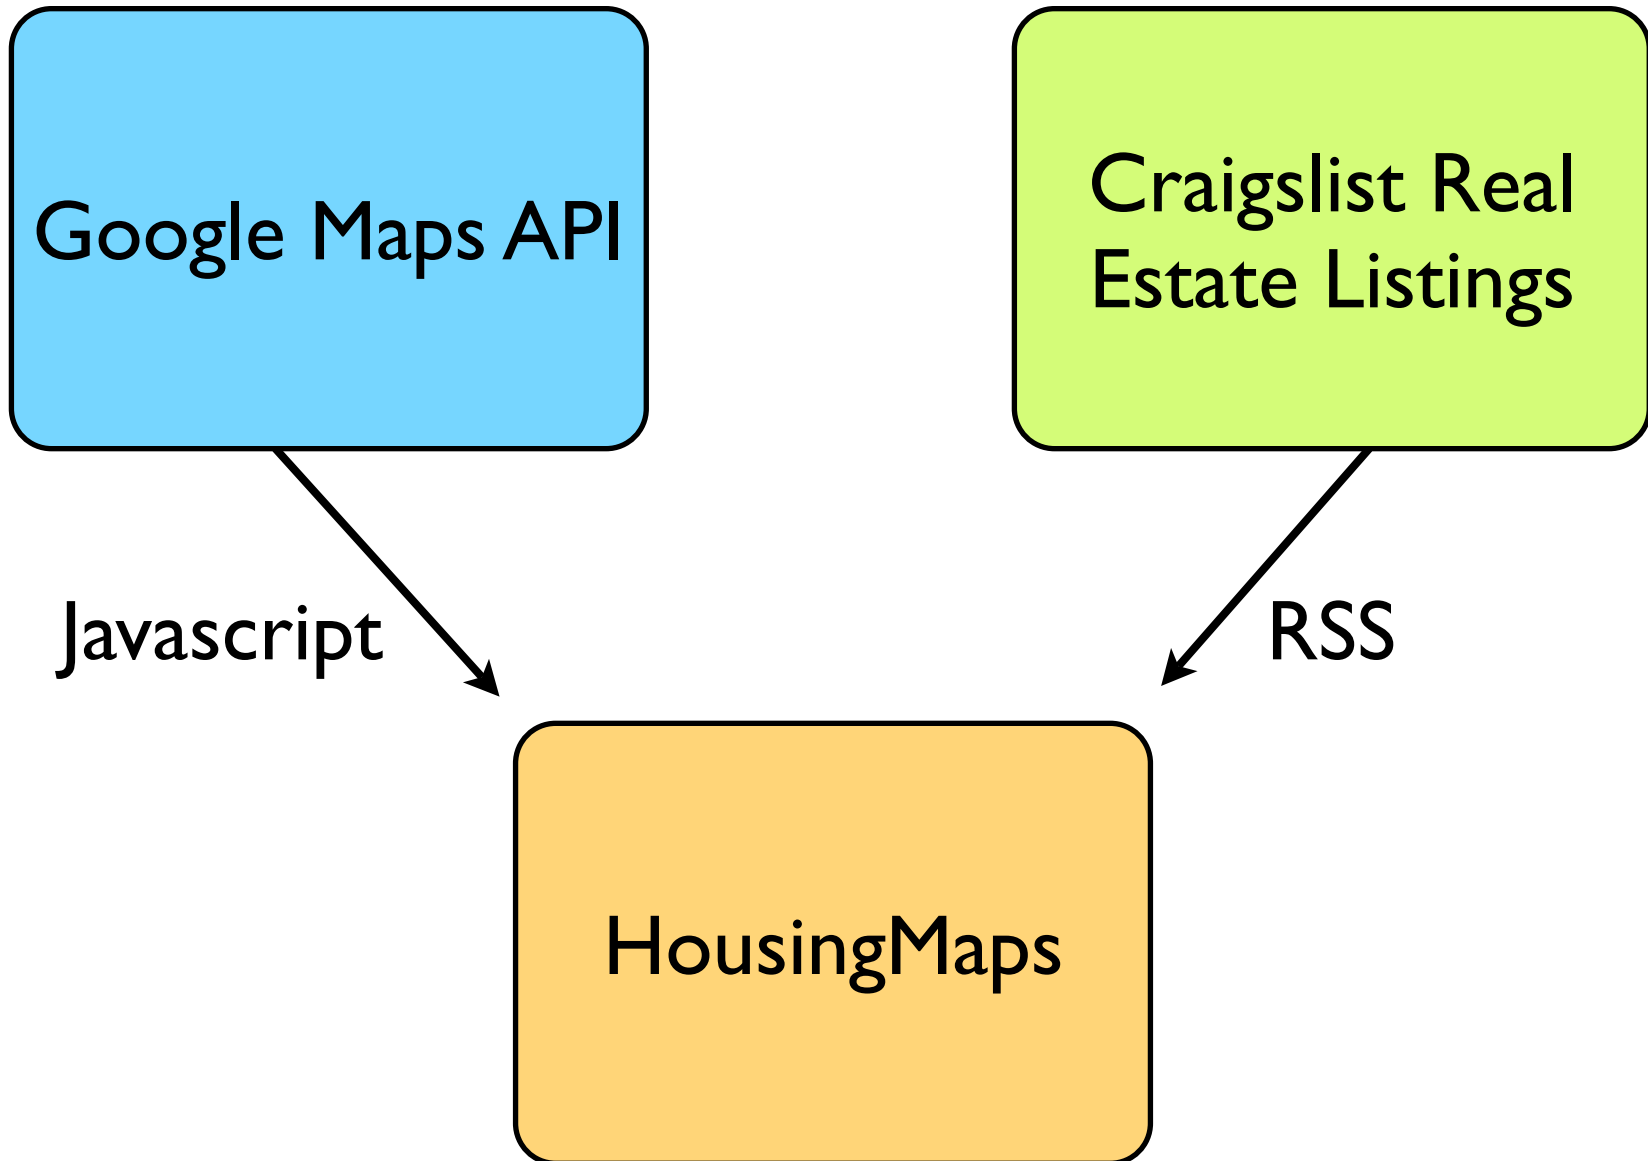 Google Maps API
Craigslist Real
Estate Listings
Javascript
RSS
HousingMaps